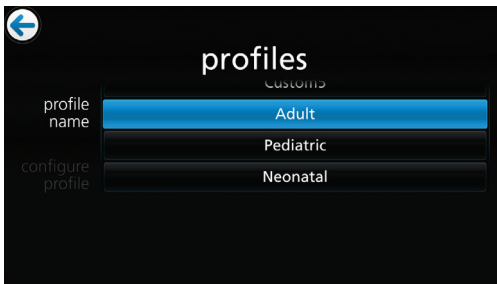 profiles
Custom5
profile
name
Adult
Pediatric
configure
profile
Neonatal